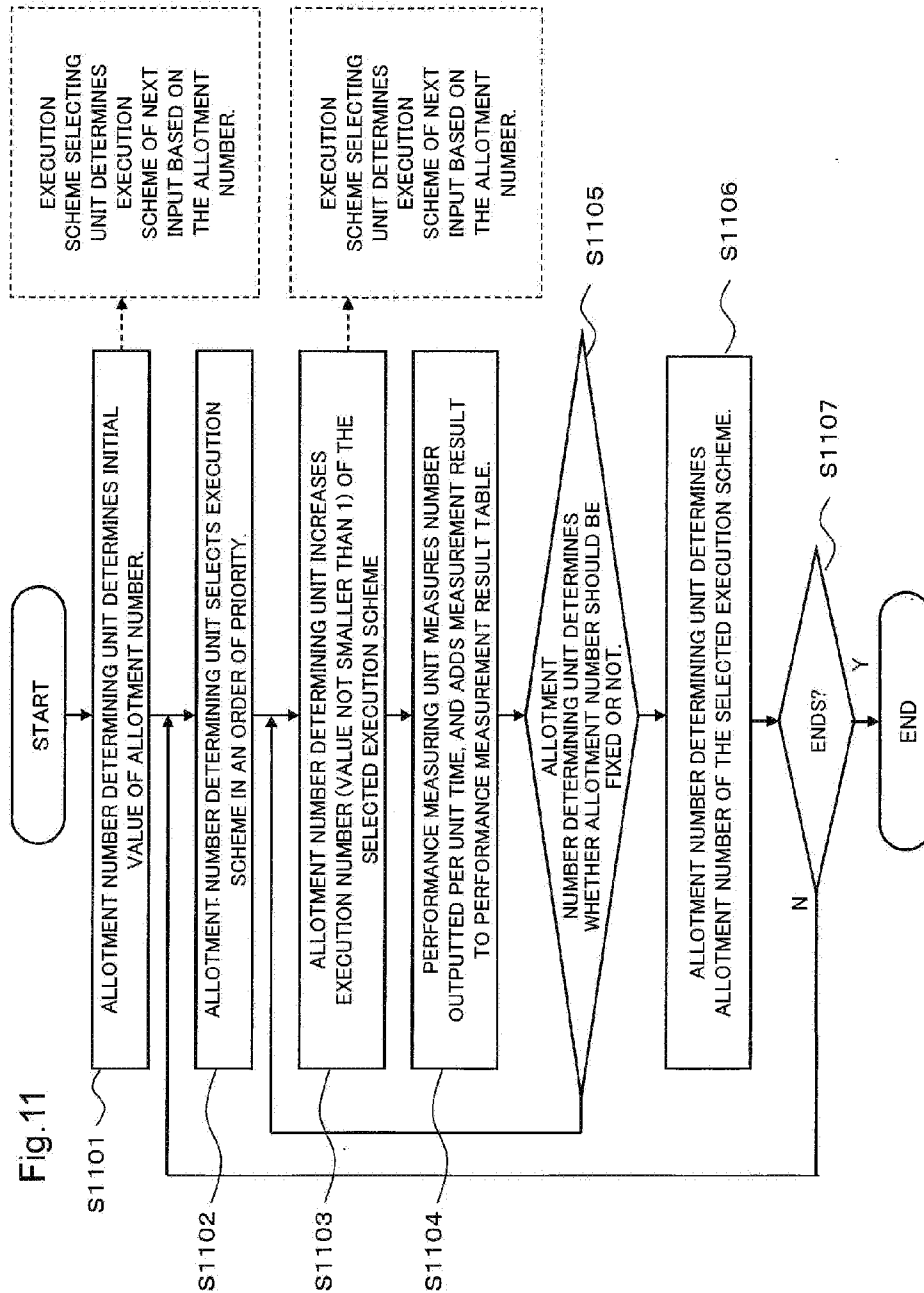 Fig.11
START
S1101
ALLOTMENT NUMBER DETERMINING UNIT DETERMINES INITIAL
VALUE OF ALLOTMENT NUMBER.
EXECUTION
SCHEME SELECTING
UNIT DETERMINES
EXECUTION
SCHEME OF NEXT
INPUT BASED ON
THE ALLOTMENT
NUMBER.
S1102
ALLOTMENT. NUMBER DETERMINING UNIT SELECTS EXECUTION
SCHEME IN AN ORDER OF PRIORITY.
S1103
ALLOTMENT NUMBER DETERMINING UNIT INCREASES
EXECUTION NUMBER (VALUE NOT SMALLER THAN 1) OF THE
SELECTED EXECUTION SCHEME
EXECUTION
SCHEME SELECTING
UNIT DETERMINES
EXECUTION
SCHEME OF NEXT
INPUT BASED ON
THE ALLOTMENT
NUMBER.
S1104
PERFORMANCE MEASURING UNIT MEASURES NUMBER
OUTPUTTED PER UNIT TIME, AND ADDS MEASUREMENT RESULT
TO PERFORMANCE MEASUREMENT RESULT TABLE.
ALLOTMENT
NUMBER DETERMINING UNIT DETERMINES
WHETHER ALLOTMENT NUMBER SHOULD BE
FIXED OR NOT.
S1105
ALLOTMENT NUMBER DETERMINING UNIT DETERMINES
ALLOTMENT NUMBER OF THE SELECTED EXECUTION SCHEME.
S1106
ENDS?
S1107
N
Y
END